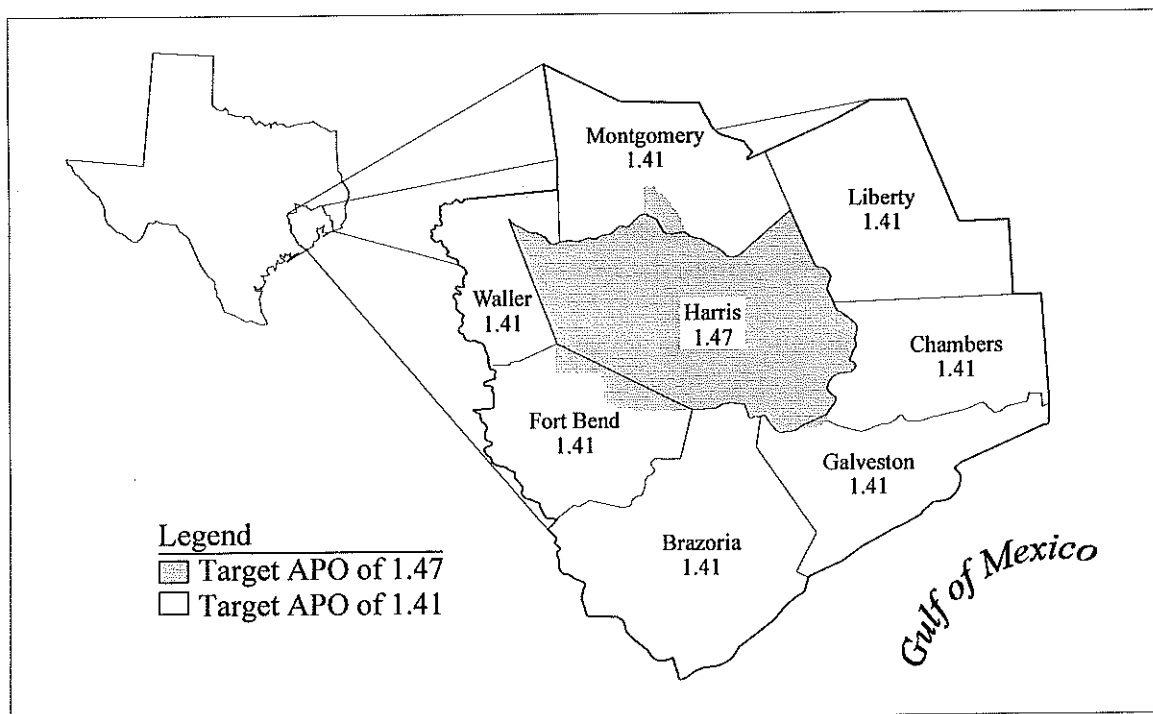 Montgomery
1.41
Liberty
1.41
Waller
1.41
Harris
1.47
Chambers
1.41
Fort Bend
1.41
Galveston
1.41
Brazoria
1.41
Gulf of Mexico
Legend
Target APO of 1.47
Target APO of 1.41